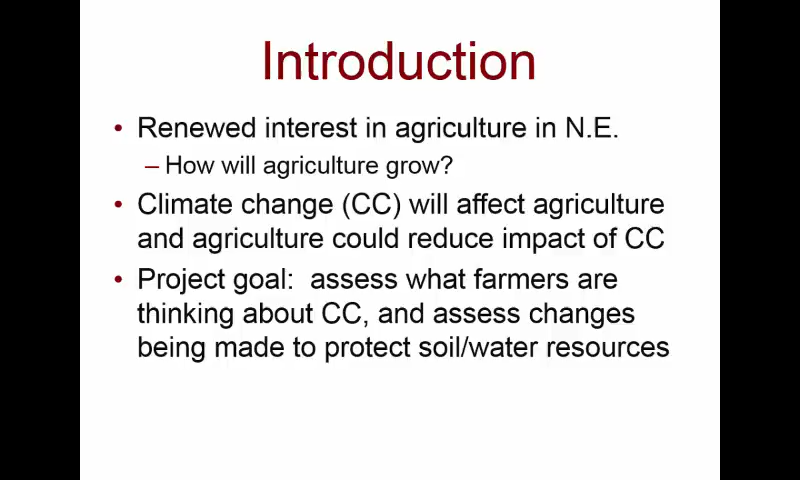 Introduction
• Renewed interest in agriculture in N.E.
– How will agriculture grow?
• Climate change (CC) will affect agriculture
and agriculture could reduce impact of CC
• Project goal:  assess what farmers are
thinking about CC, and assess changes
being made to protect soil/water resources